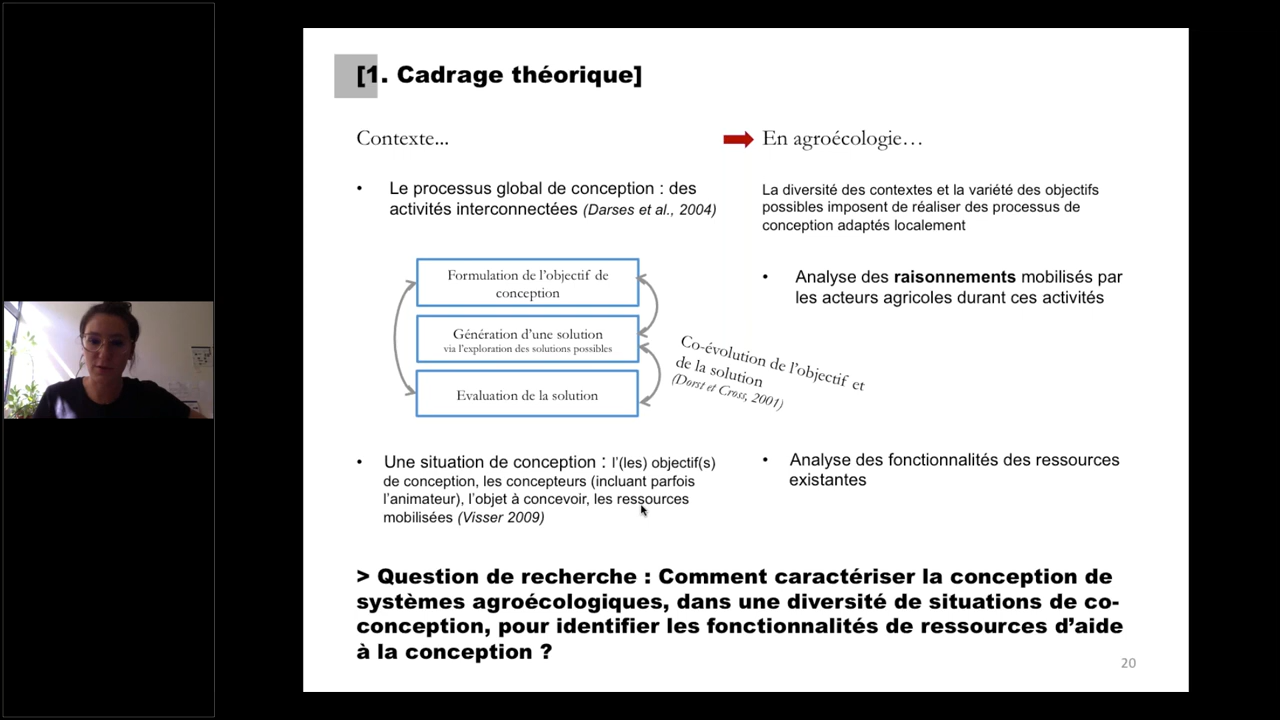 [1. Cadrage théorique]
Contexte...
• Le processus global de conception : des
activités interconnectées (Darses et al., 2004)
Formulation de l'objectif de
conception
Génération d'une solution
via l'exploration des solutions possibles
Evaluation de la solution
Co-évolution de l'objectif et
de la solution
(Dorst et Cross, 2001)
• Une situation de conception : l'(les) objectif(s)
de conception, les concepteurs (incluant parfois
l'animateur), l'objet à concevoir, les ressources
mobilisées (Visser 2009)
En agroécologie…
La diversité des contextes et la variété des objectifs
possibles imposent de réaliser des processus de
conception adaptés localement
• Analyse des raisonnements mobilisés par
les acteurs agricoles durant ces activités
• Analyse des fonctionnalités des ressources
existantes
> Question de recherche : Comment caractériser la conception de
systèmes agroécologiques, dans une diversité de situations de co-
conception, pour identifier les fonctionnalités de ressources d'aide
à la conception ?
20